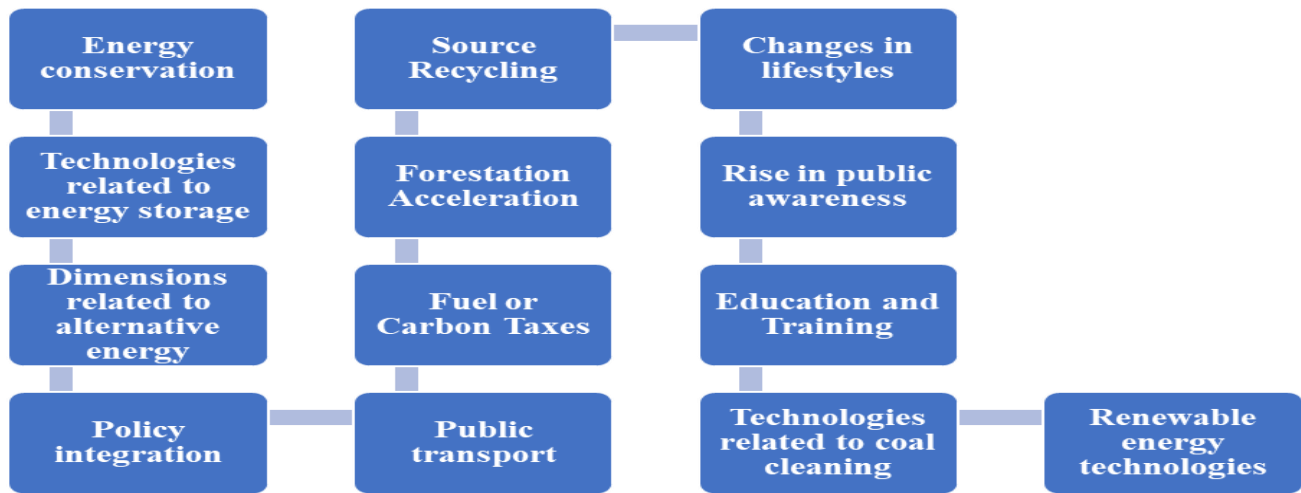 Energy
conservation
Technologies
related to
energy storage
Dimensions
related to
alternative
energy
Policy
integration
Public
transport
Fuel or
Carbon Taxes
Forestation
Acceleration
Source
Recycling
Changes in
lifestyles
Rise in public
awareness
Education and
Training
Technologies
related to coal
cleaning
Renewable
energy
technologies